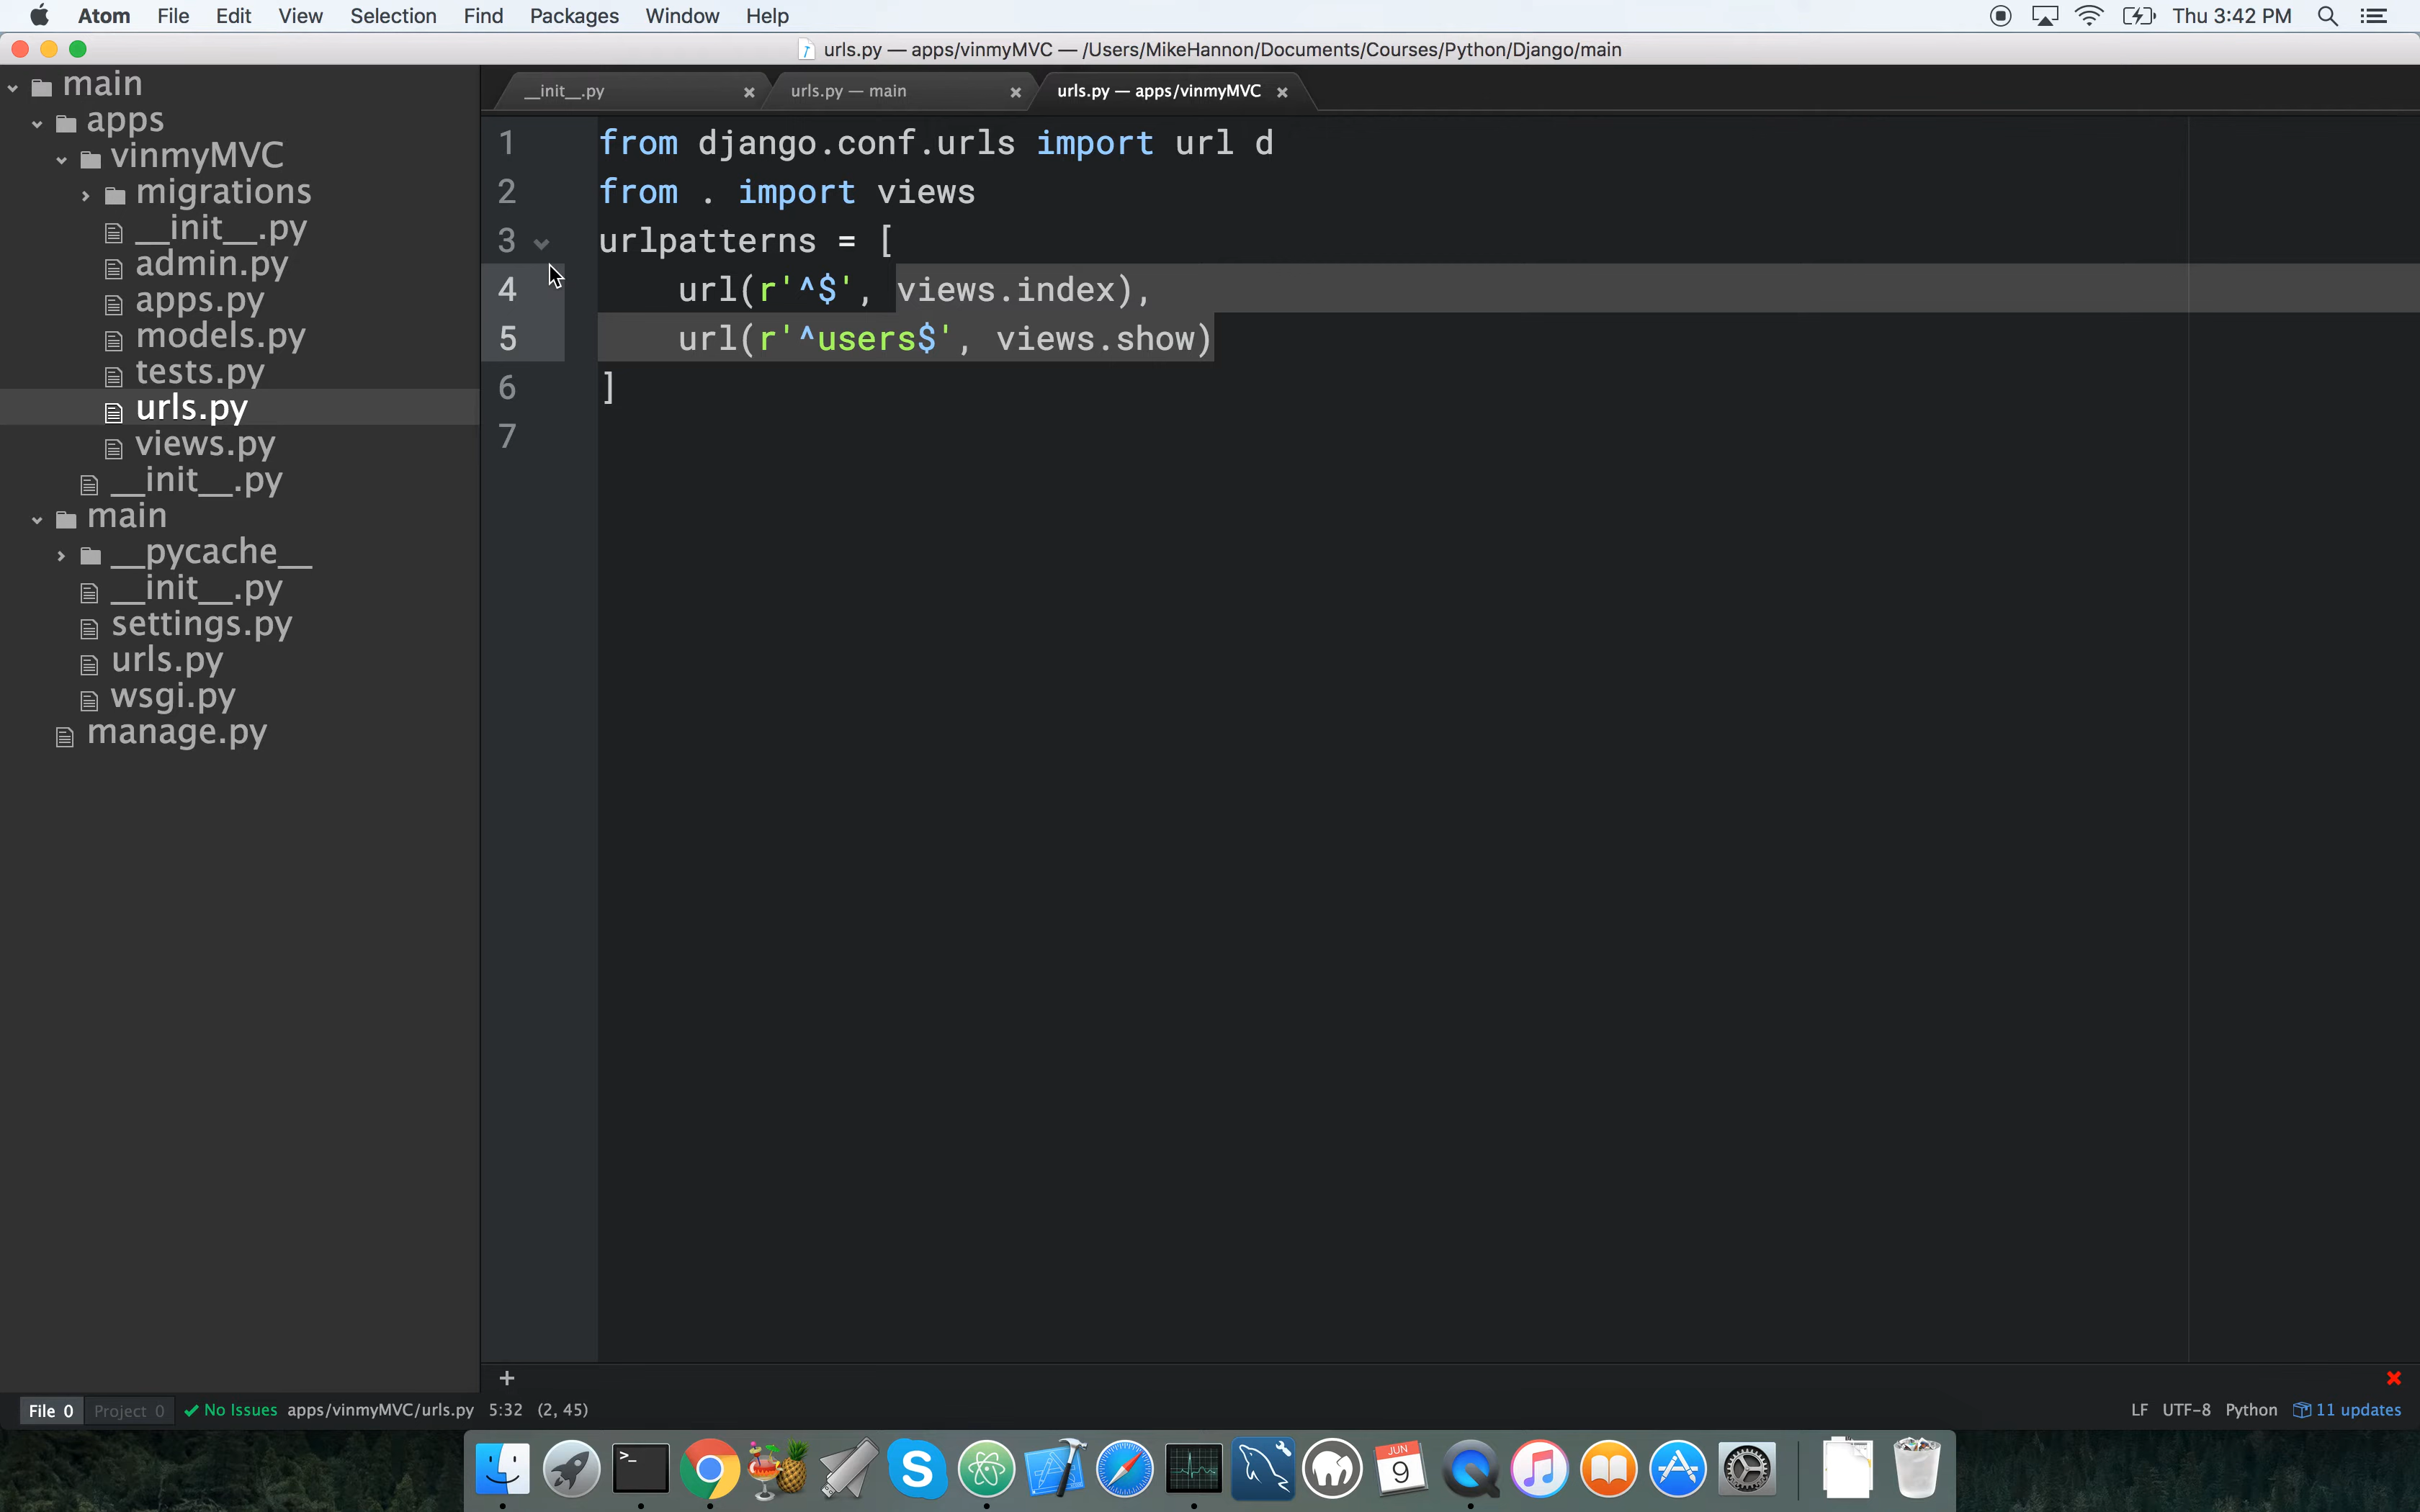 Atom File Edit View Selection Find Packages Window Help Thu 3:42 PM
urls.py — apps/vinmyMVC — /Users/MikeHannon/Documents/Courses/Python/Django/main
main
apps
vinmyMVC
migrations
__init__.py
admin.py
apps.py
models.py
tests.py
urls.py
views.py
__init__.py
main
__pycache__
__init__.py
settings.py
urls.py
wsgi.py
manage.py
__init__.py urls.py — main urls.py — apps/vinmyMVC
1 from django.conf.urls import url d
2 from . import views
3 urlpatterns = [
4 url(r'^$', views.index),
5 url(r'^users$', views.show)
6 ]
7
+
File 0 Project 0 No Issues apps/vinmyMVC/urls.py 5:32 (2, 45) LF UTF-8 Python 11 updates
>_ S JUN
9